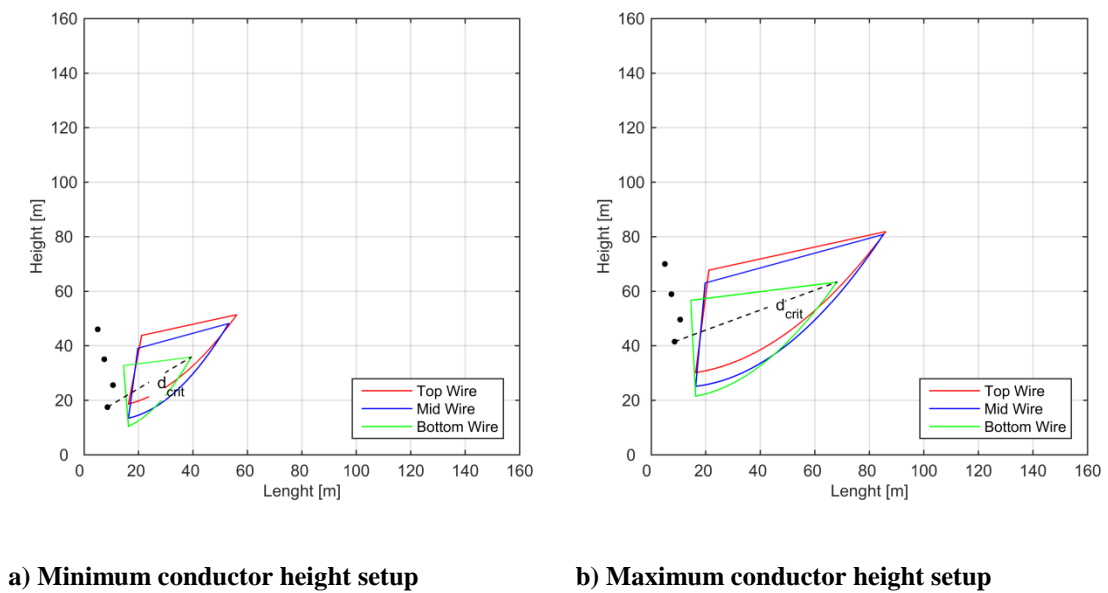 160
140
120
100
80
60
40
20
0
Height [m]
0 20 40 60 80 100 120 140 160
Lenght [m]
d_crit
Top Wire
Mid Wire
Bottom Wire
a) Minimum conductor height setup
160
140
120
100
80
60
40
20
0
Height [m]
0 20 40 60 80 100 120 140 160
Lenght [m]
d_crit
Top Wire
Mid Wire
Bottom Wire
b) Maximum conductor height setup